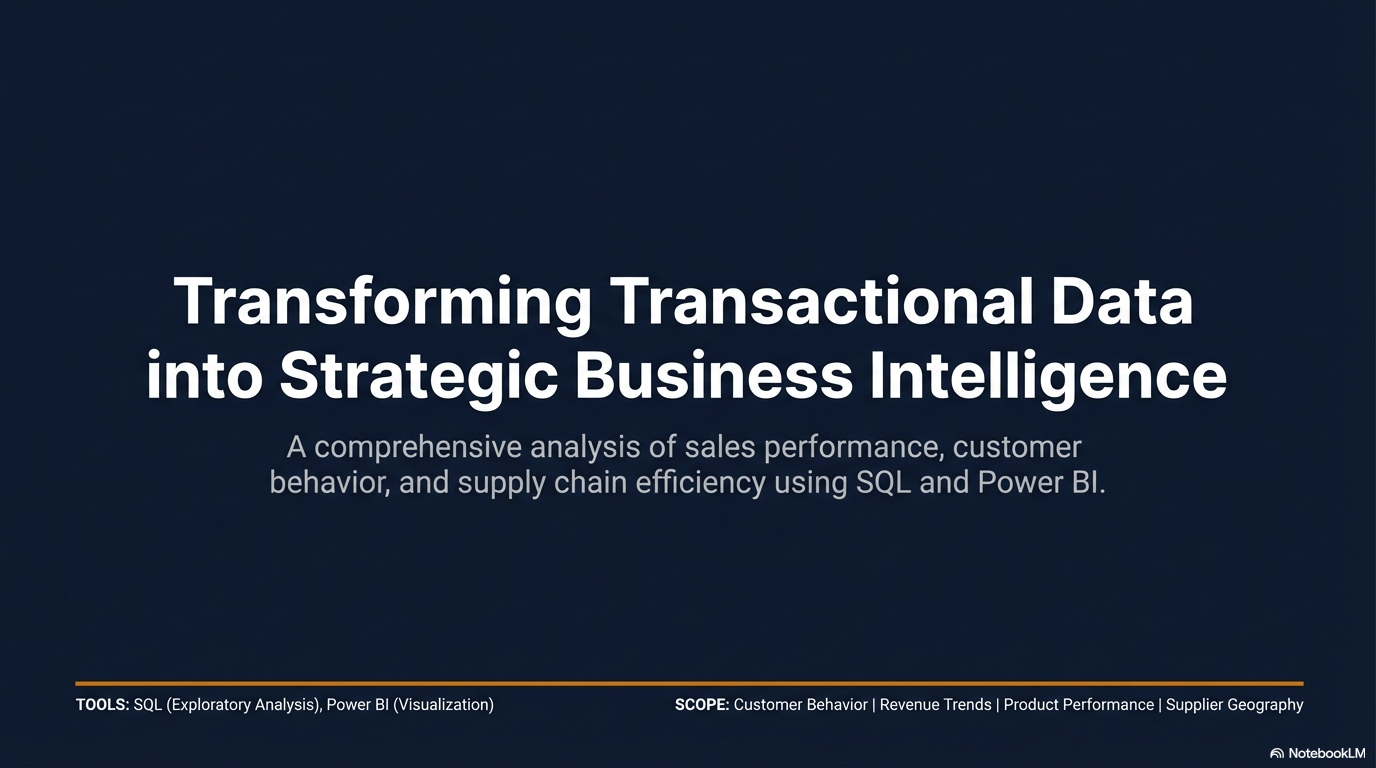 Transforming Transactional Data
into Strategic Business Intelligence
A comprehensive analysis of sales performance, customer
behavior, and supply chain efficiency using SQL and Power BI.
TOOLS: SQL (Exploratory Analysis), Power BI (Visualization)
SCOPE: Customer Behavior | Revenue Trends | Product Performance | Supplier Geography
NotebookLM